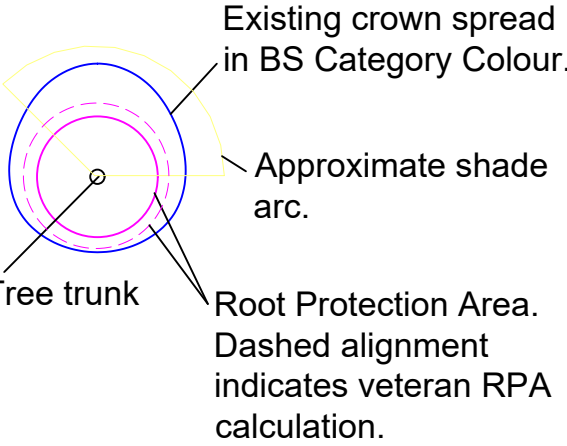 Existing crown spread
in BS Category Colour.
Approximate shade
arc.
Tree trunk
Root Protection Area.
Dashed alignment
indicates veteran RPA
calculation.